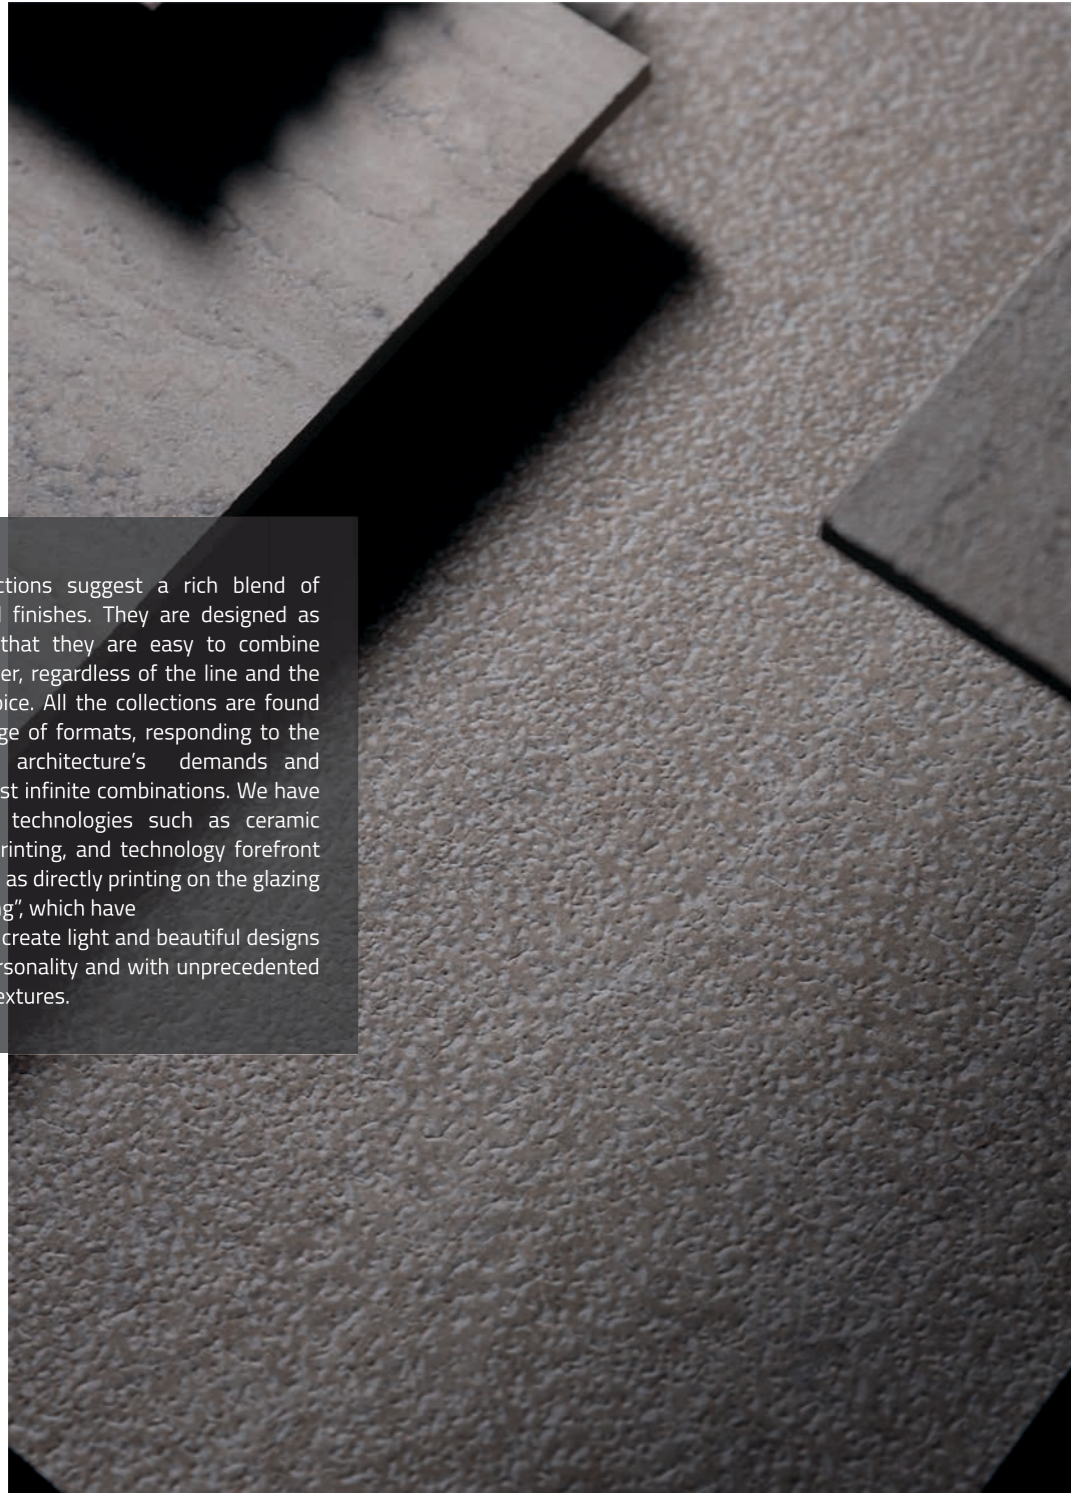 ctions suggest a rich blend of
finishes. They are designed as
that they are easy to combine
er, regardless of the line and the
oice. All the collections are found
ge of formats, responding to the
architecture’s demands and
st infinite combinations. We have
technologies such as ceramic
rinting, and technology forefront
as directly printing on the glazing
g”, which have
create light and beautiful designs
rsonality and with unprecedented
extures.